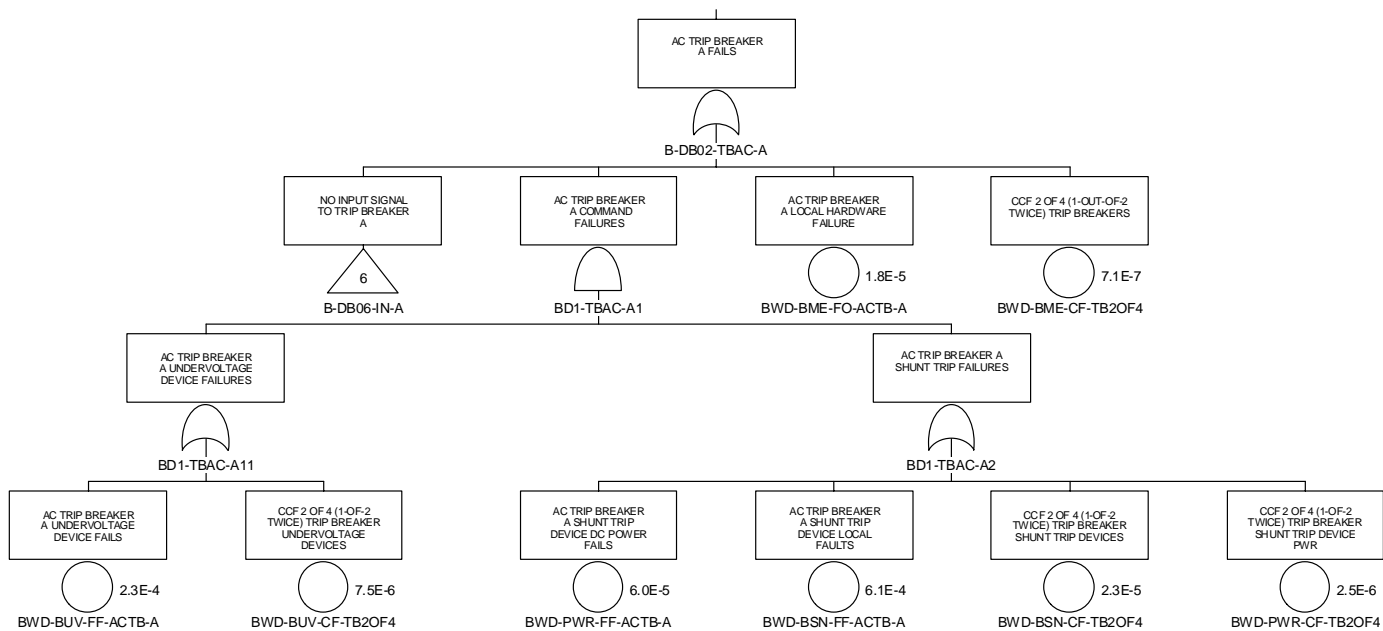 AC TRIP BREAKER
A FAILS
B-DB02-TBAC-A
NO INPUT SIGNAL
TO TRIP BREAKER
A
6
B-DB06-IN-A
AC TRIP BREAKER
A COMMAND
FAILURES
BD1-TBAC-A1
AC TRIP BREAKER
A LOCAL HARDWARE
FAILURE
1.8E-5
BWD-BME-FO-ACTB-A
CCF 2 OF 4 (1-OUT-OF-2
TWICE) TRIP BREAKERS
7.1E-7
BWD-BME-CF-TB2OF4
AC TRIP BREAKER
A UNDERVOLTAGE
DEVICE FAILURES
BD1-TBAC-A11
AC TRIP BREAKER A
SHUNT TRIP FAILURES
BD1-TBAC-A2
AC TRIP BREAKER
A UNDERVOLTAGE
DEVICE FAILS
2.3E-4
BWD-BUV-FF-ACTB-A
CCF 2 OF 4 (1-OF-2
TWICE) TRIP BREAKER
UNDERVOLTAGE
DEVICES
7.5E-6
BWD-BUV-CF-TB2OF4
AC TRIP BREAKER
A SHUNT TRIP
DEVICE DC POWER
FAILS
6.0E-5
BWD-PWR-FF-ACTB-A
AC TRIP BREAKER
A SHUNT TRIP
DEVICE LOCAL
FAULTS
6.1E-4
BWD-BSN-FF-ACTB-A
CCF 2 OF 4 (1-OF-2
TWICE) TRIP BREAKER
SHUNT TRIP DEVICES
2.3E-5
BWD-BSN-CF-TB2OF4
CCF 2 OF 4 (1-OF-2
TWICE) TRIP BREAKER
SHUNT TRIP DEVICE
PWR
2.5E-6
BWD-PWR-CF-TB2OF4